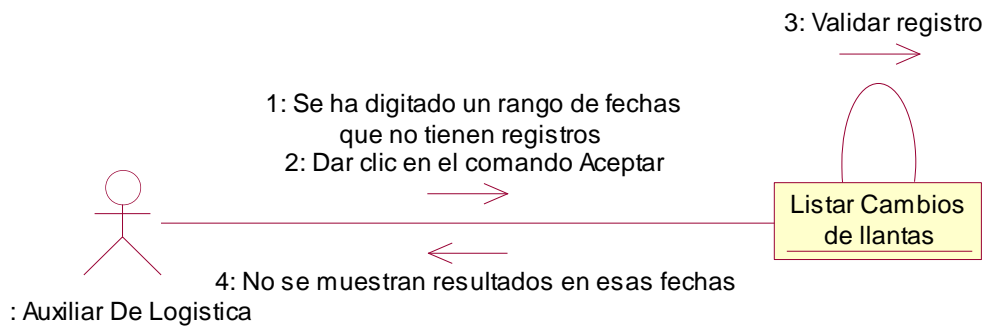 3: Validar registro
1: Se ha digitado un rango de fechas
que no tienen registros
2: Dar clic en el comando Aceptar
Listar Cambios
de llantas
4: No se muestran resultados en esas fechas
: Auxiliar De Logistica